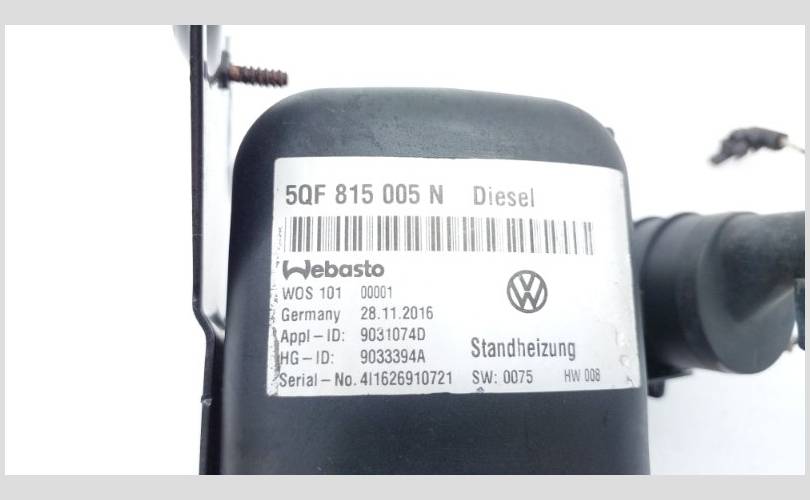 5QF 815 005 N Diesel
Webasto
WOS 101 00001
Germany 28.11.2016
Appl-ID: 9031074D
HG-ID: 9033394A
Standheizung
Serial-No. 4I1626910721 SW: 0075 HW 008